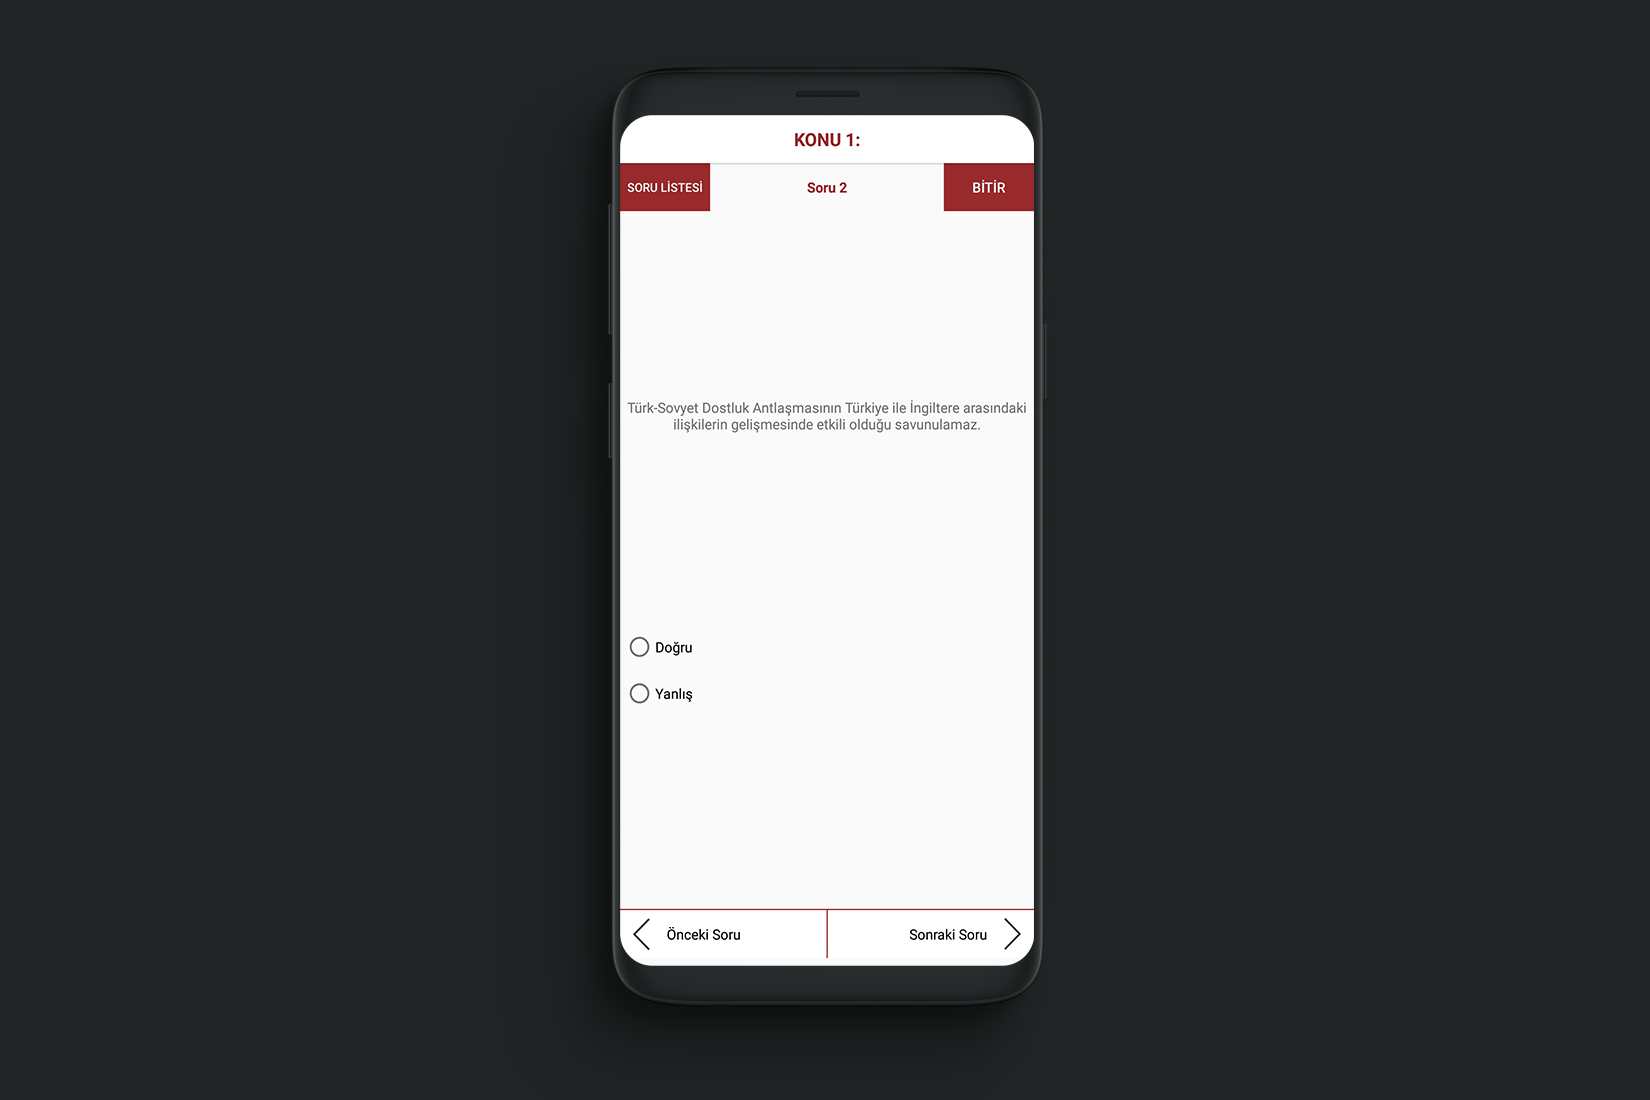 KONU 1:
SORU LİSTESİ
Soru 2
BİTİR
Türk-Sovyet Dostluk Antlaşmasının Türkiye ile İngiltere arasındaki
ilişkilerin gelişmesinde etkili olduğu savunulamaz.
Doğru
Yanlış
Önceki Soru
Sonraki Soru